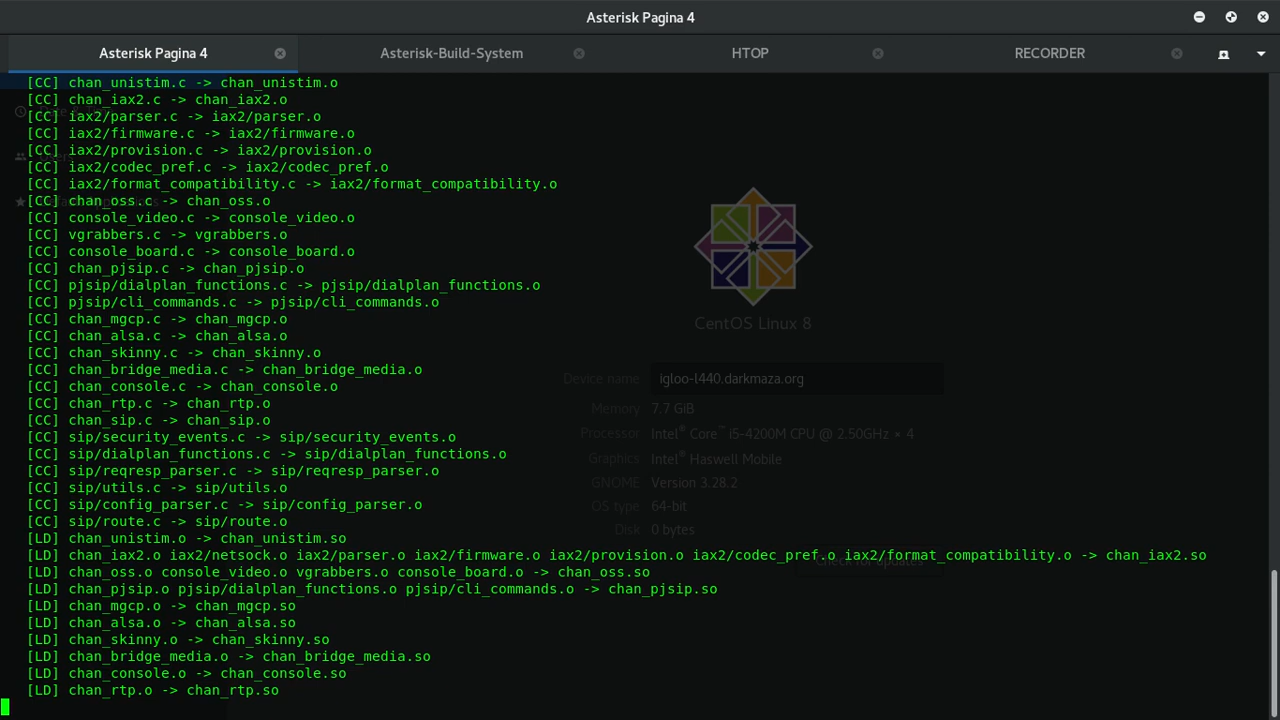 Asterisk Pagina 4
Asterisk Pagina 4
Asterisk-Build-System
HTOP
RECORDER
[CC] chan_unistim.c -> chan_unistim.o
[CC] chan_iax2.c -> chan_iax2.o
[CC] iax2/parser.c -> iax2/parser.o
[CC] iax2/firmware.c -> iax2/firmware.o
[CC] iax2/provision.c -> iax2/provision.o
[CC] iax2/codec_pref.c -> iax2/codec_pref.o
[CC] iax2/format_compatibility.c -> iax2/format_compatibility.o
[CC] chan_oss.c -> chan_oss.o
[CC] console_video.c -> console_video.o
[CC] vgrabbers.c -> vgrabbers.o
[CC] console_board.c -> console_board.o
[CC] chan_pjsip.c -> chan_pjsip.o
[CC] pjsip/dialplan_functions.c -> pjsip/dialplan_functions.o
[CC] pjsip/cli_commands.c -> pjsip/cli_commands.o
[CC] chan_mgcp.c -> chan_mgcp.o
[CC] chan_alsa.c -> chan_alsa.o
[CC] chan_skinny.c -> chan_skinny.o
[CC] chan_bridge_media.c -> chan_bridge_media.o
[CC] chan_console.c -> chan_console.o
[CC] chan_rtp.c -> chan_rtp.o
[CC] chan_sip.c -> chan_sip.o
[CC] sip/security_events.c -> sip/security_events.o
[CC] sip/dialplan_functions.c -> sip/dialplan_functions.o
[CC] sip/reqresp_parser.c -> sip/reqresp_parser.o
[CC] sip/utils.c -> sip/utils.o
[CC] sip/config_parser.c -> sip/config_parser.o
[CC] sip/route.c -> sip/route.o
[LD] chan_unistim.o -> chan_unistim.so
[LD] chan_iax2.o iax2/netsock.o iax2/parser.o iax2/firmware.o iax2/provision.o iax2/codec_pref.o iax2/format_compatibility.o -> chan_iax2.so
[LD] chan_oss.o console_video.o vgrabbers.o console_board.o -> chan_oss.so
[LD] chan_pjsip.o pjsip/dialplan_functions.o pjsip/cli_commands.o -> chan_pjsip.so
[LD] chan_mgcp.o -> chan_mgcp.so
[LD] chan_alsa.o -> chan_alsa.so
[LD] chan_skinny.o -> chan_skinny.so
[LD] chan_bridge_media.o -> chan_bridge_media.so
[LD] chan_console.o -> chan_console.so
[LD] chan_rtp.o -> chan_rtp.so
CentOS Linux 8
Device name igloo-l440.darkmaza.org
Memory 7.7 GiB
Processor Intel® Core™ i5-4200M CPU @ 2.50GHz × 4
Graphics Intel® Haswell Mobile
GNOME Version 3.28.2
OS type 64-bit
Disk 0 bytes
Check for updates